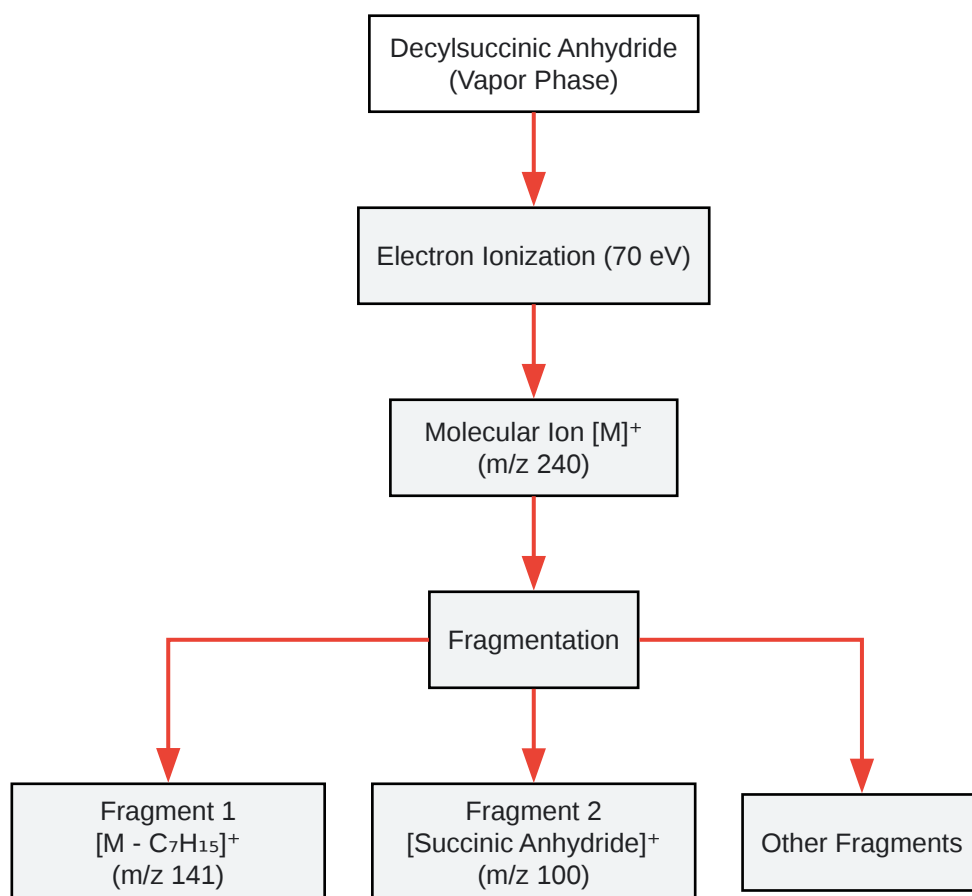 Decylsuccinic Anhydride
(Vapor Phase)
Electron Ionization (70 eV)
Molecular Ion [M]⁺
(m/z 240)
Fragmentation
Fragment 1
[M - C₇H₁₅]⁺
(m/z 141)
Fragment 2
[Succinic Anhydride]⁺
(m/z 100)
Other Fragments